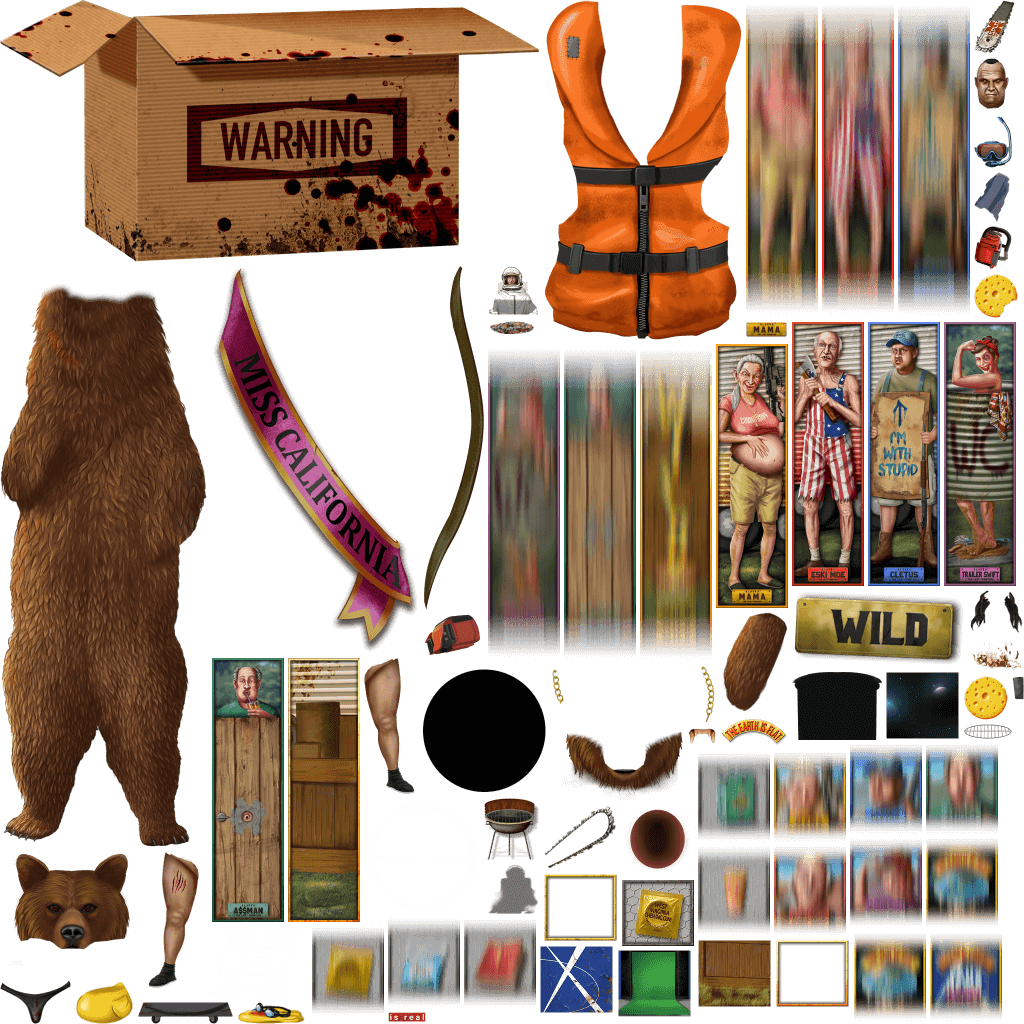 WARNING
MISS CALIFORNIA
MAMA
I'M
WITH
STUPID
MAMA
ESKI MOE
CLETUS
TRAILER SWIFT
WILD
THE EARTH IS FLAT
ASSMAN
is real